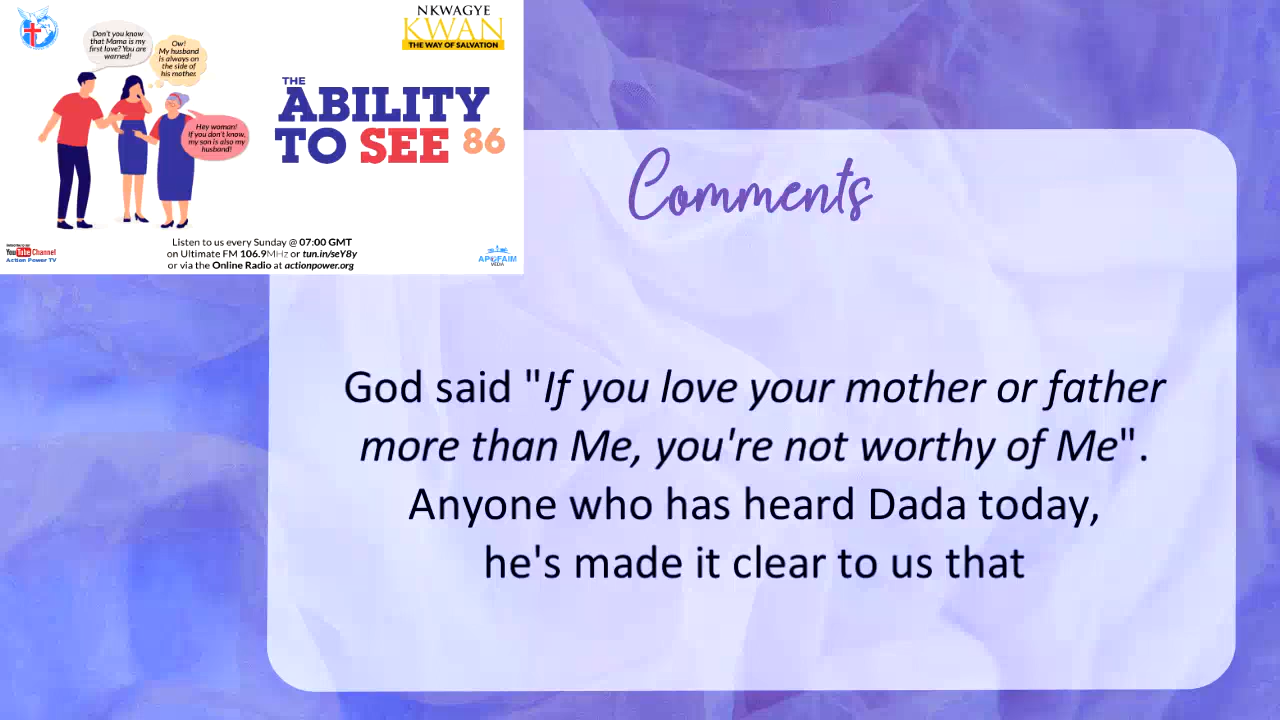 Don't you know
that Mama is my
first love? You are
warned!
Ow!
My husband
is always on
the side of
his mother.
Hey woman!
If you don't know,
my son is also my
husband!
NKWAGYE
KWAN
THE WAY OF SALVATION
THE
ABILITY
TO SEE 86
YouTube Channel
Action Power TV
Listen to us every Sunday @ 07:00 GMT
on Ultimate FM 106.9MHz or tun.in/seY8y
or via the Online Radio at actionpower.org
APOFAIM
MEDIA
Comments
God said "If you love your mother or father
more than Me, you're not worthy of Me".
Anyone who has heard Dada today,
he's made it clear to us that